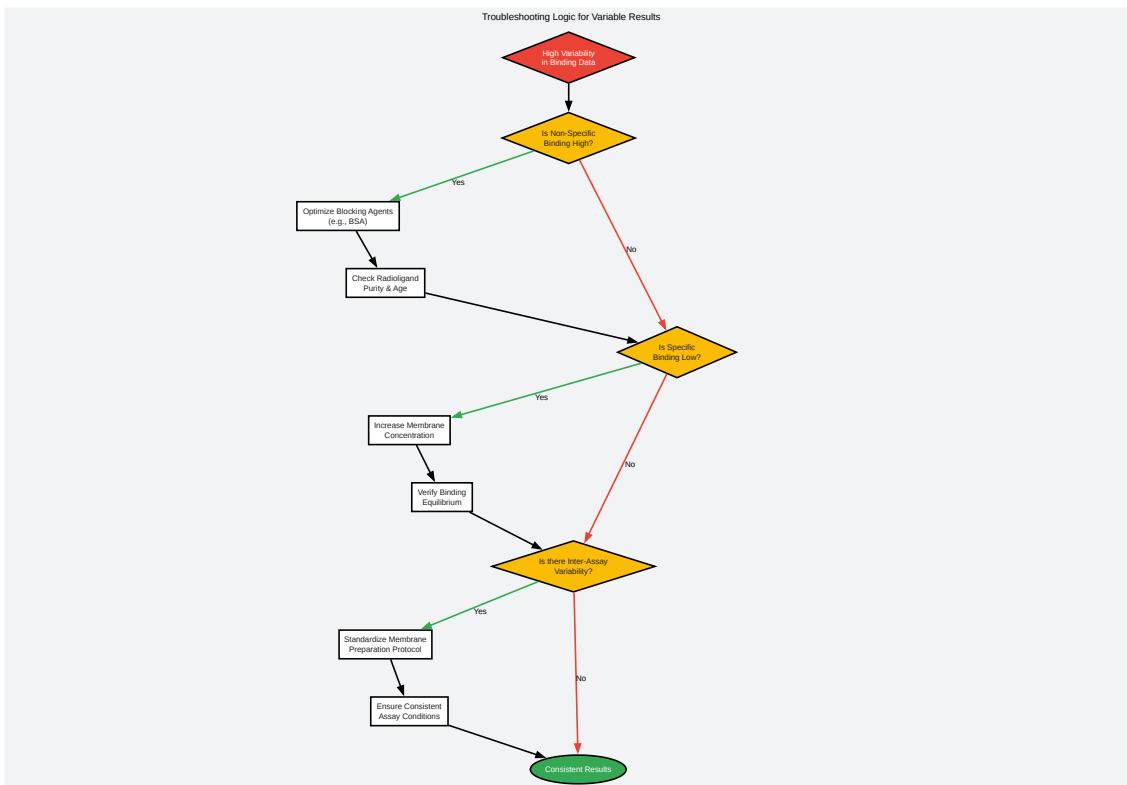 Troubleshooting Logic for Variable Results
High Variability
in Binding Data
Is Non-Specific
Binding High?
Yes
Optimize Blocking Agents
(e.g., BSA)
No
Check Radioligand
Purity & Age
Is Specific
Binding Low?
Yes
Increase Membrane
Concentration
No
Verify Binding
Equilibrium
Is there Inter-Assay
Variability?
Yes
Standardize Membrane
Preparation Protocol
No
Ensure Consistent
Assay Conditions
Consistent Results